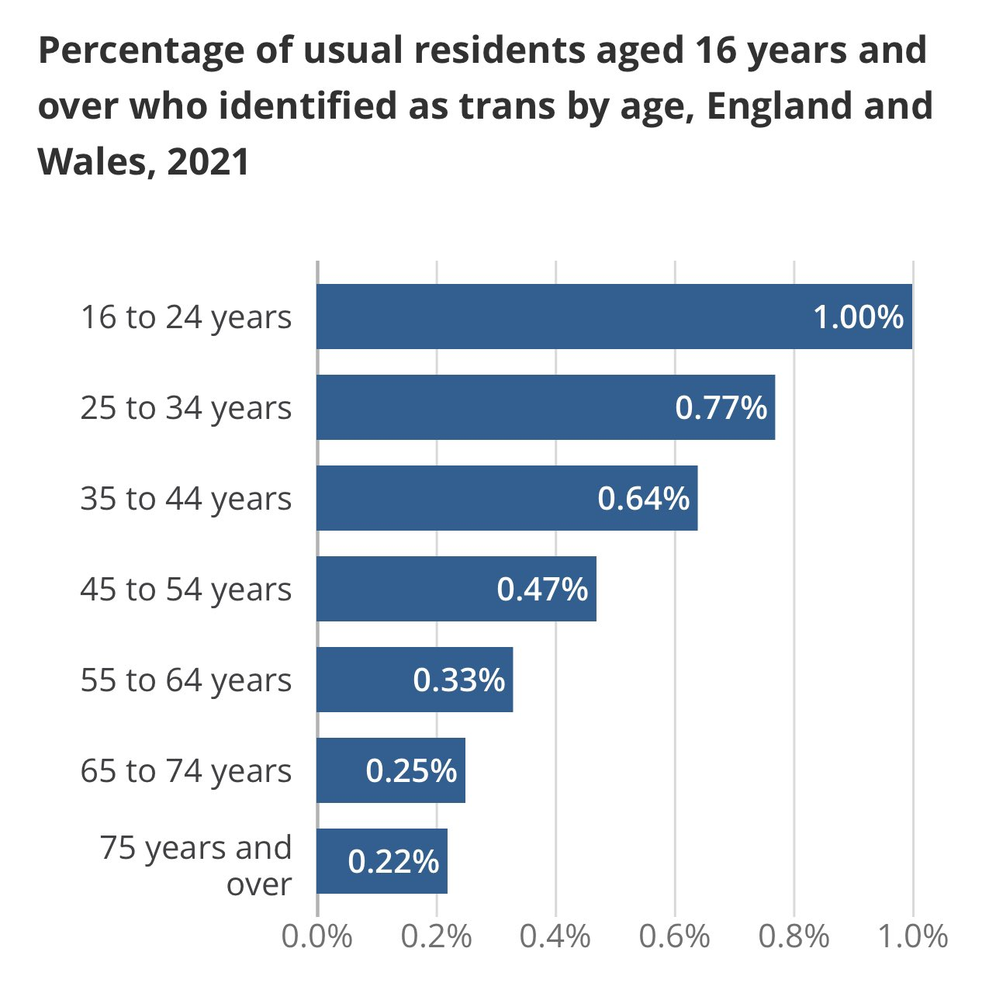 Percentage of usual residents aged 16 years and
over who identified as trans by age, England and
Wales, 2021
16 to 24 years 1.00%
25 to 34 years 0.77%
35 to 44 years 0.64%
45 to 54 years 0.47%
55 to 64 years 0.33%
65 to 74 years 0.25%
75 years and
over 0.22%
0.0% 0.2% 0.4% 0.6% 0.8% 1.0%